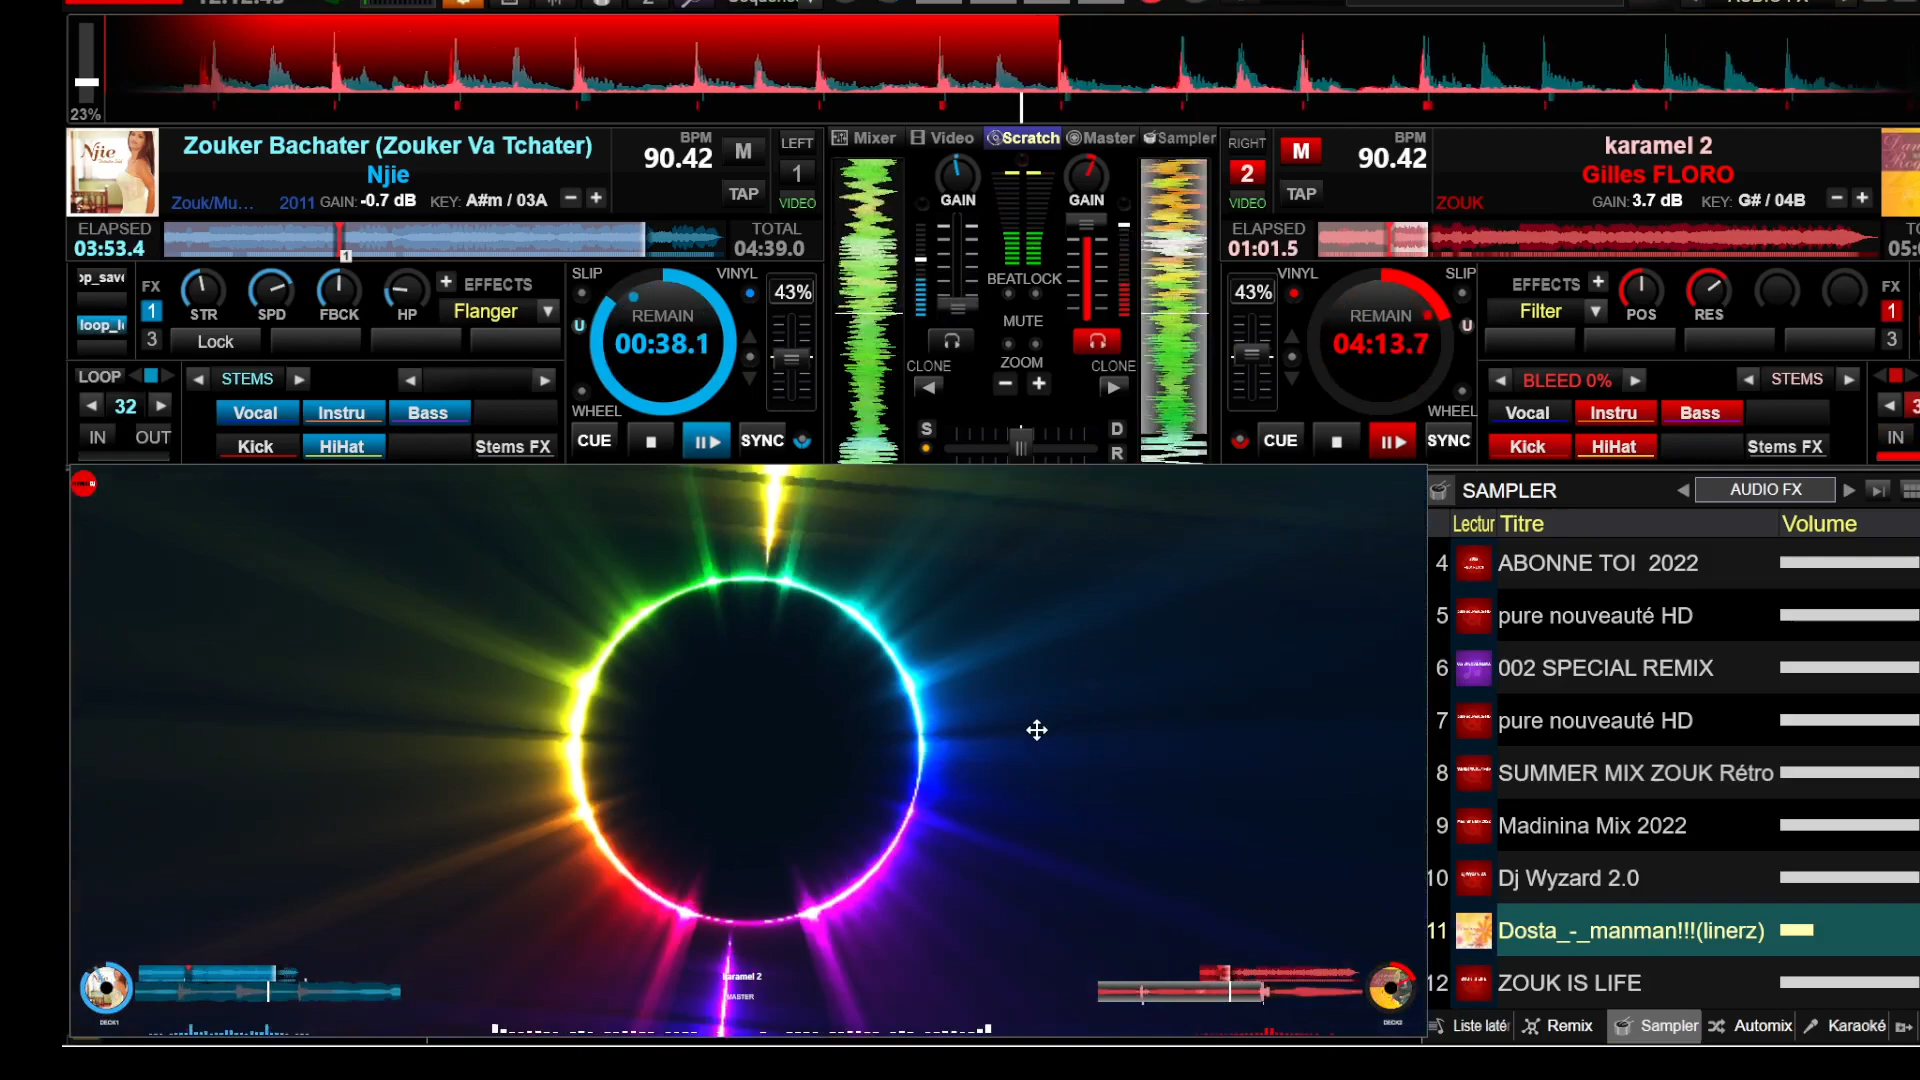 23%
Zouker Bachater (Zouker Va Tchater)
Njie
Zouk/Mu... 2011 GAIN: -0.7 dB KEY: A#m / 03A
BPM
90.42
M
TAP
LEFT
1
VIDEO
Mixer Video Scratch Master Sampler
RIGHT
2
VIDEO
M
TAP
BPM
90.42
karamel 2
Gilles FLORO
ZOUK GAIN: 3.7 dB KEY: G# / 04B
ELAPSED
03:53.4
1
TOTAL
04:39.0
GAIN
GAIN
BEATLOCK
MUTE
ZOOM
CLONE
CLONE
S
D
R
ELAPSED
01:01.5
FX
1
3
STR SPD FBCK HP
EFFECTS
Flanger
Lock
SLIP
VINYL
U
REMAIN
00:38.1
WHEEL
43%
43%
VINYL
SLIP
U
REMAIN
04:13.7
WHEEL
EFFECTS
Filter
POS RES
FX
1
3
LOOP
32
IN OUT
STEMS
Vocal Instru Bass
Kick HiHat Stems FX
CUE SYNC
CUE SYNC
BLEED 0% STEMS
Vocal Instru Bass
Kick HiHat Stems FX
IN
karamel 2
MASTER
DECK1
DECK2
SAMPLER AUDIO FX
Lectur Titre Volume
4 ABONNE TOI 2022
5 pure nouveauté HD
6 002 SPECIAL REMIX
7 pure nouveauté HD
8 SUMMER MIX ZOUK Rétro
9 Madinina Mix 2022
10 Dj Wyzard 2.0
11 Dosta_-_manman!!!(linerz)
12 ZOUK IS LIFE
Liste laté Remix Sampler Automix Karaoké